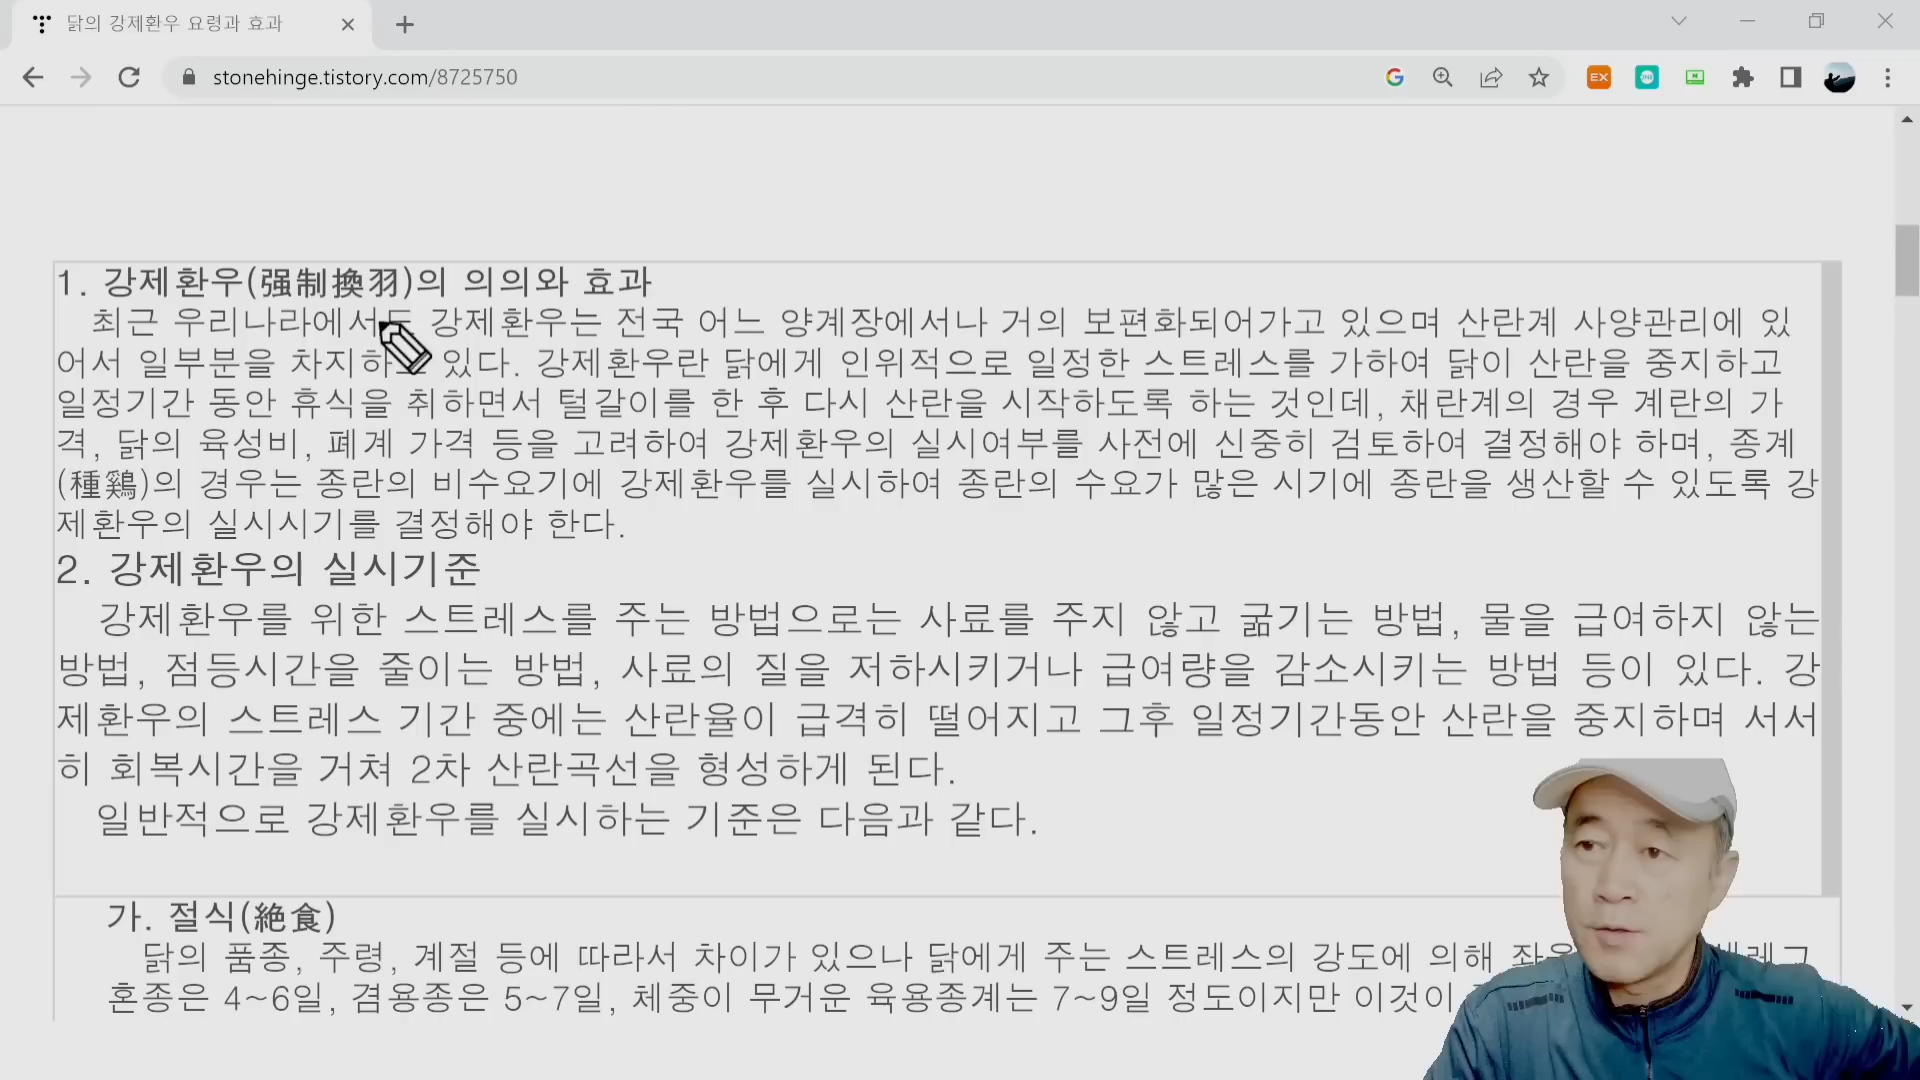 닭의 강제환우 요령과 효과
stonehinge.tistory.com/8725750
EX
1. 강제환우(强制換羽)의 의의와 효과
최근 우리나라에서도 강제환우는 전국 어느 양계장에서나 거의 보편화되어가고 있으며 산란계 사양관리에 있
어서 일부분을 차지하고 있다. 강제환우란 닭에게 인위적으로 일정한 스트레스를 가하여 닭이 산란을 중지하고
일정기간 동안 휴식을 취하면서 털갈이를 한 후 다시 산란을 시작하도록 하는 것인데, 채란계의 경우 계란의 가
격, 닭의 육성비, 폐계 가격 등을 고려하여 강제환우의 실시여부를 사전에 신중히 검토하여 결정해야 하며, 종계
(種鷄)의 경우는 종란의 비수요기에 강제환우를 실시하여 종란의 수요가 많은 시기에 종란을 생산할 수 있도록 강
제환우의 실시시기를 결정해야 한다.
2. 강제환우의 실시기준
강제환우를 위한 스트레스를 주는 방법으로는 사료를 주지 않고 굶기는 방법, 물을 급여하지 않는
방법, 점등시간을 줄이는 방법, 사료의 질을 저하시키거나 급여량을 감소시키는 방법 등이 있다. 강
제환우의 스트레스 기간 중에는 산란율이 급격히 떨어지고 그후 일정기간동안 산란을 중지하며 서서
히 회복시간을 거쳐 2차 산란곡선을 형성하게 된다.
일반적으로 강제환우를 실시하는 기준은 다음과 같다.
가. 절식(絶食)
닭의 품종, 주령, 계절 등에 따라서 차이가 있으나 닭에게 주는 스트레스의 강도에 의해
혼종은 4~6일, 겸용종은 5~7일, 체중이 무거운 육용종계는 7~9일 정도이지만 이것이